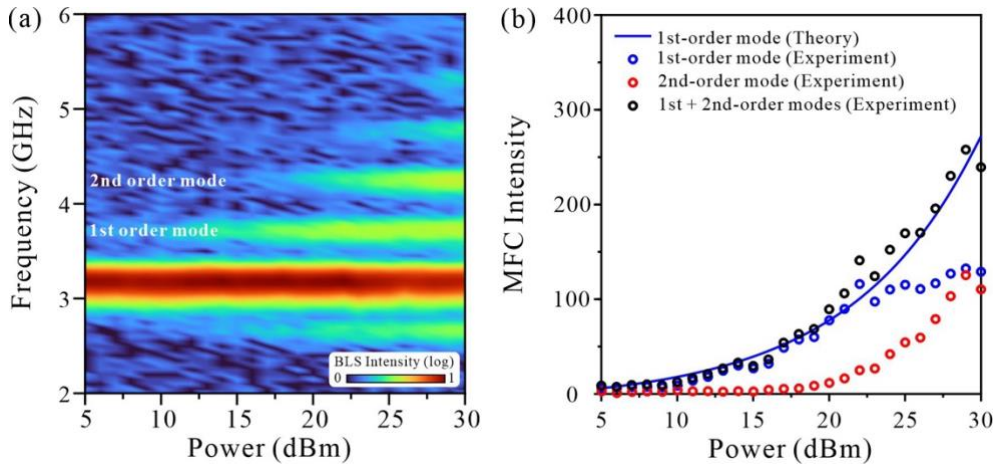 (a)
6
5
4
3
2
Frequency (GHz)
2nd order mode
1st order mode
BLS Intensity (log)
0 1
5 10 15 20 25 30
Power (dBm)
(b)
400
300
200
100
0
MFC Intensity
1st-order mode (Theory)
1st-order mode (Experiment)
2nd-order mode (Experiment)
1st + 2nd-order modes (Experiment)
5 10 15 20 25 30
Power (dBm)